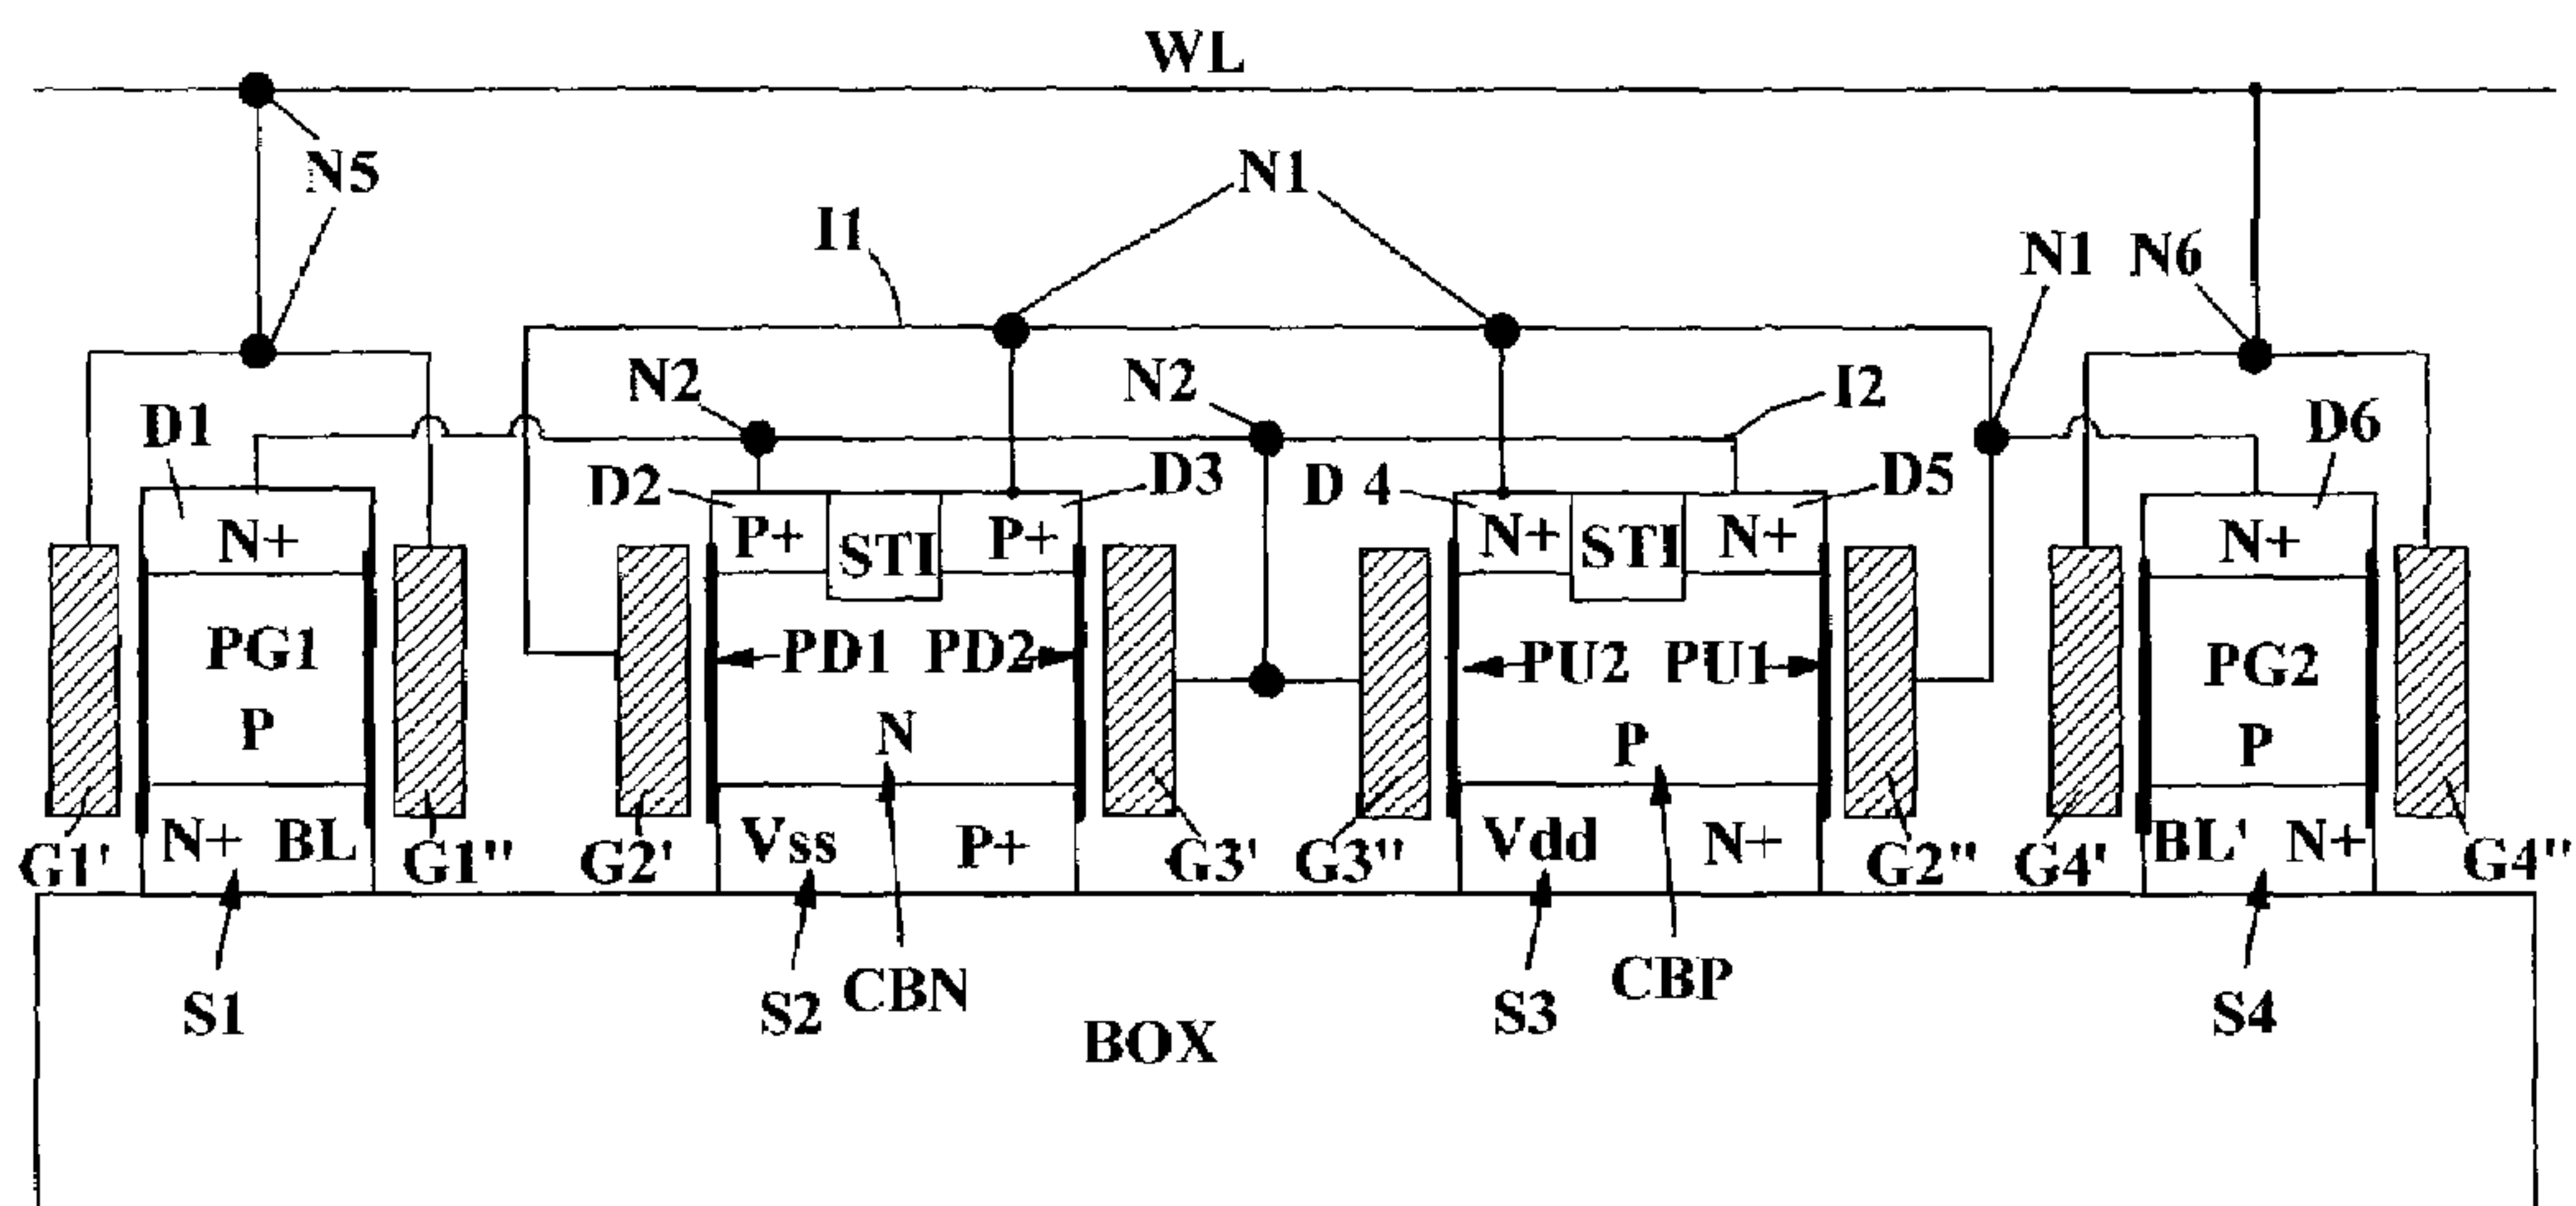 WL
N5
N1
I1
N1 N6
N2 N2 I2
D1 D6
D2 D3 D 4 D5
N+ P+ STI P+ N+ STI N+ N+
PG1 PD1 PD2 PU2 PU1 PG2
P N P P
N+ BL Vss P+ Vdd N+ BL' N+
G1' G1" G2' G3' G3" G2" G4' G4"
S1 S2 CBN S3 CBP S4
BOX